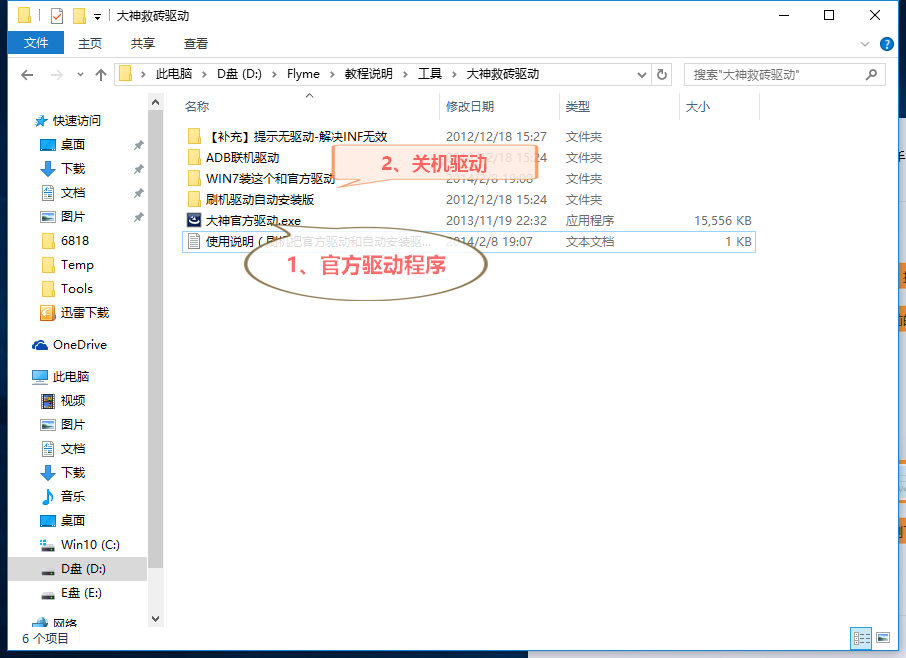 大神救砖驱动
文件 主页 共享 查看
此电脑 D盘 (D:) Flyme 教程说明 工具 大神救砖驱动
搜索"大神救砖驱动"
名称 修改日期 类型 大小
快速访问
桌面
下载
文档
图片
6818
Temp
Tools
迅雷下载
OneDrive
此电脑
视频
图片
文档
下载
音乐
桌面
Win10 (C:)
D盘 (D:)
E盘 (E:)
网络
【补充】提示无驱动-解决INF无效 2012/12/18 15:27 文件夹
ADB联机驱动 2012/12/18 15:24 文件夹
WIN7装这个和官方驱动 2014/2/8 19:08 文件夹
刷机驱动自动安装版 2012/12/18 15:24 文件夹
大神官方驱动.exe 2013/11/19 22:32 应用程序 15,556 KB
使用说明 ( 机把官方驱动和自动安装驱... 2014/2/8 19:07 文本文档 1 KB
2、关机驱动
1、官方驱动程序
6 个项目